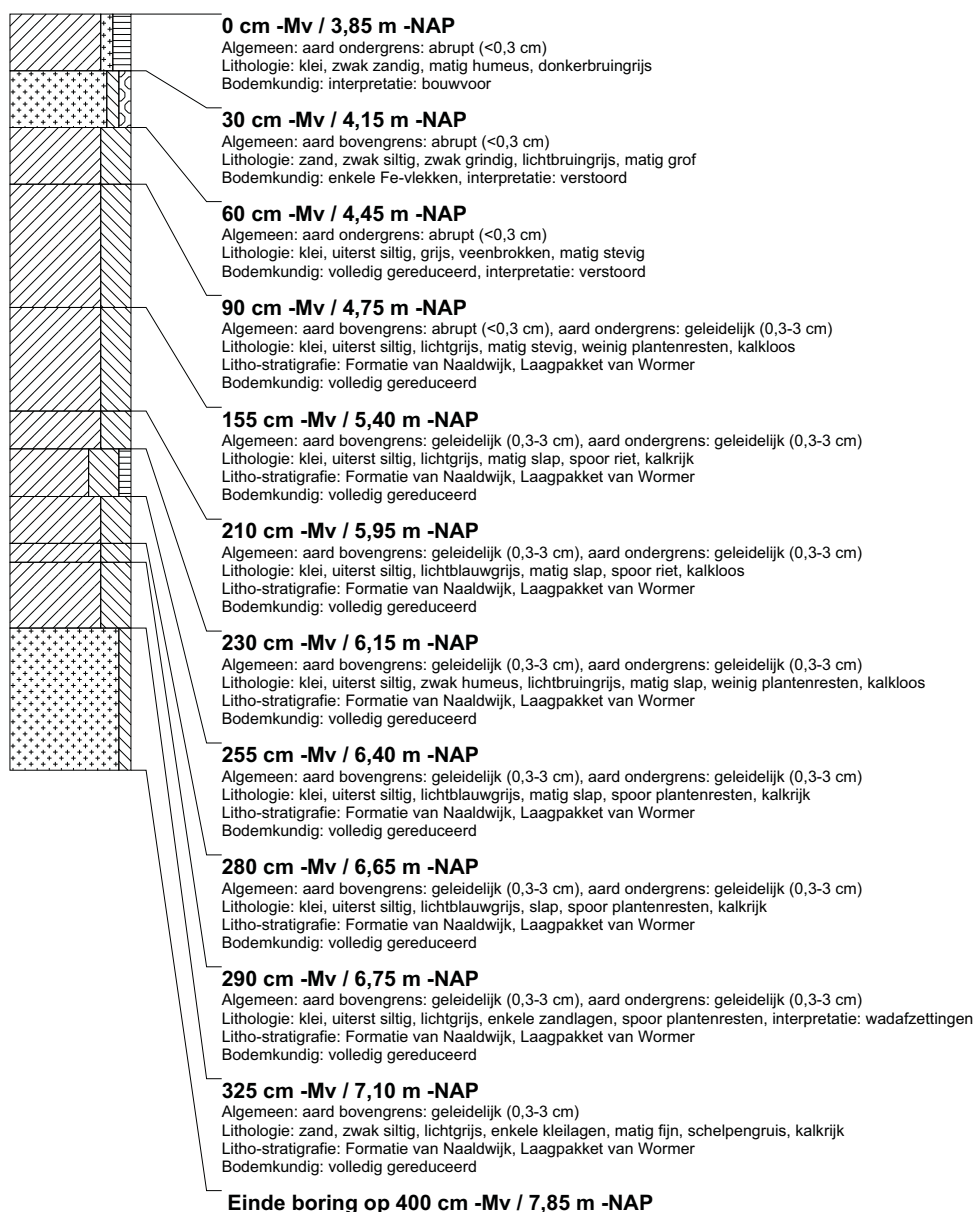 0 cm -Mv / 3,85 m -NAP
Algemeen: aard ondergrens: abrupt (<0,3 cm)
Lithologie: klei, zwak zandig, matig humeus, donkerbruingrijs
Bodemkundig: interpretatie: bouwvoor
30 cm -Mv / 4,15 m -NAP
Algemeen: aard bovengrens: abrupt (<0,3 cm)
Lithologie: zand, zwak siltig, zwak grindig, lichtbruingrijs, matig grof
Bodemkundig: enkele Fe-vlekken, interpretatie: verstoord
60 cm -Mv / 4,45 m -NAP
Algemeen: aard ondergrens: abrupt (<0,3 cm)
Lithologie: klei, uiterst siltig, grijs, veenbrokken, matig stevig
Bodemkundig: volledig gereduceerd, interpretatie: verstoord
90 cm -Mv / 4,75 m -NAP
Algemeen: aard bovengrens: abrupt (<0,3 cm), aard ondergrens: geleidelijk (0,3-3 cm)
Lithologie: klei, uiterst siltig, lichtgrijs, matig stevig, weinig plantenresten, kalkloos
Litho-stratigrafie: Formatie van Naaldwijk, Laagpakket van Wormer
Bodemkundig: volledig gereduceerd
155 cm -Mv / 5,40 m -NAP
Algemeen: aard bovengrens: geleidelijk (0,3-3 cm), aard ondergrens: geleidelijk (0,3-3 cm)
Lithologie: klei, uiterst siltig, lichtgrijs, matig slap, spoor riet, kalkrijk
Litho-stratigrafie: Formatie van Naaldwijk, Laagpakket van Wormer
Bodemkundig: volledig gereduceerd
210 cm -Mv / 5,95 m -NAP
Algemeen: aard bovengrens: geleidelijk (0,3-3 cm), aard ondergrens: geleidelijk (0,3-3 cm)
Lithologie: klei, uiterst siltig, lichtblauwgrijs, matig slap, spoor riet, kalkloos
Litho-stratigrafie: Formatie van Naaldwijk, Laagpakket van Wormer
Bodemkundig: volledig gereduceerd
230 cm -Mv / 6,15 m -NAP
Algemeen: aard bovengrens: geleidelijk (0,3-3 cm), aard ondergrens: geleidelijk (0,3-3 cm)
Lithologie: klei, uiterst siltig, zwak humeus, lichtbruingrijs, matig slap, weinig plantenresten, kalkloos
Litho-stratigrafie: Formatie van Naaldwijk, Laagpakket van Wormer
Bodemkundig: volledig gereduceerd
255 cm -Mv / 6,40 m -NAP
Algemeen: aard bovengrens: geleidelijk (0,3-3 cm), aard ondergrens: geleidelijk (0,3-3 cm)
Lithologie: klei, uiterst siltig, lichtblauwgrijs, matig slap, spoor plantenresten, kalkrijk
Litho-stratigrafie: Formatie van Naaldwijk, Laagpakket van Wormer
Bodemkundig: volledig gereduceerd
280 cm -Mv / 6,65 m -NAP
Algemeen: aard bovengrens: geleidelijk (0,3-3 cm), aard ondergrens: geleidelijk (0,3-3 cm)
Lithologie: klei, uiterst siltig, lichtblauwgrijs, slap, spoor plantenresten, kalkrijk
Litho-stratigrafie: Formatie van Naaldwijk, Laagpakket van Wormer
Bodemkundig: volledig gereduceerd
290 cm -Mv / 6,75 m -NAP
Algemeen: aard bovengrens: geleidelijk (0,3-3 cm), aard ondergrens: geleidelijk (0,3-3 cm)
Lithologie: klei, uiterst siltig, lichtgrijs, enkele zandlagen, spoor plantenresten, interpretatie: wadafzettingen
Litho-stratigrafie: Formatie van Naaldwijk, Laagpakket van Wormer
Bodemkundig: volledig gereduceerd
325 cm -Mv / 7,10 m -NAP
Algemeen: aard bovengrens: geleidelijk (0,3-3 cm)
Lithologie: zand, zwak siltig, lichtgrijs, enkele kleilagen, matig fijn, schelpengruis, kalkrijk
Litho-stratigrafie: Formatie van Naaldwijk, Laagpakket van Wormer
Bodemkundig: volledig gereduceerd
Einde boring op 400 cm -Mv / 7,85 m -NAP